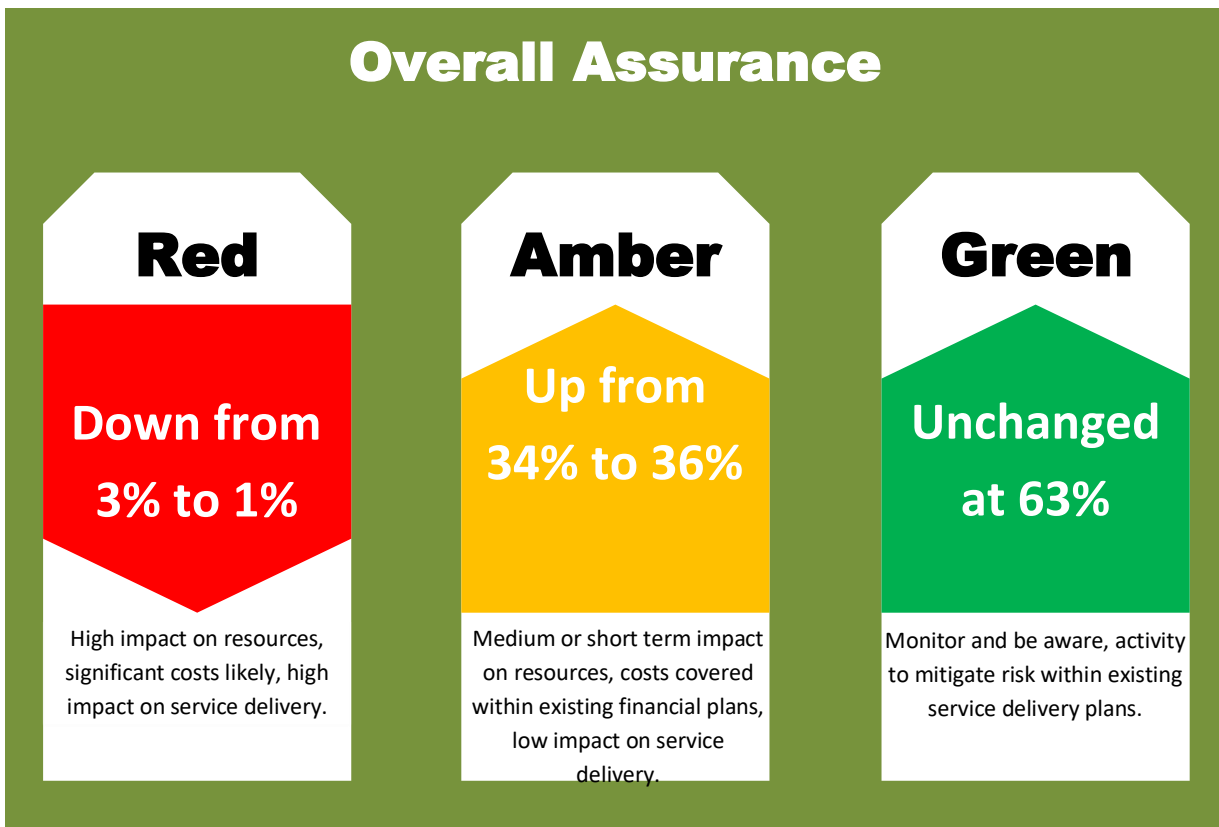 Overall Assurance
Red
Down from
3% to 1%
High impact on resources,
significant costs likely, high
impact on service delivery.
Amber
Up from
34% to 36%
Medium or short term impact
on resources, costs covered
within existing financial plans,
low impact on service
delivery.
Green
Unchanged
at 63%
Monitor and be aware, activity
to mitigate risk within existing
service delivery plans.